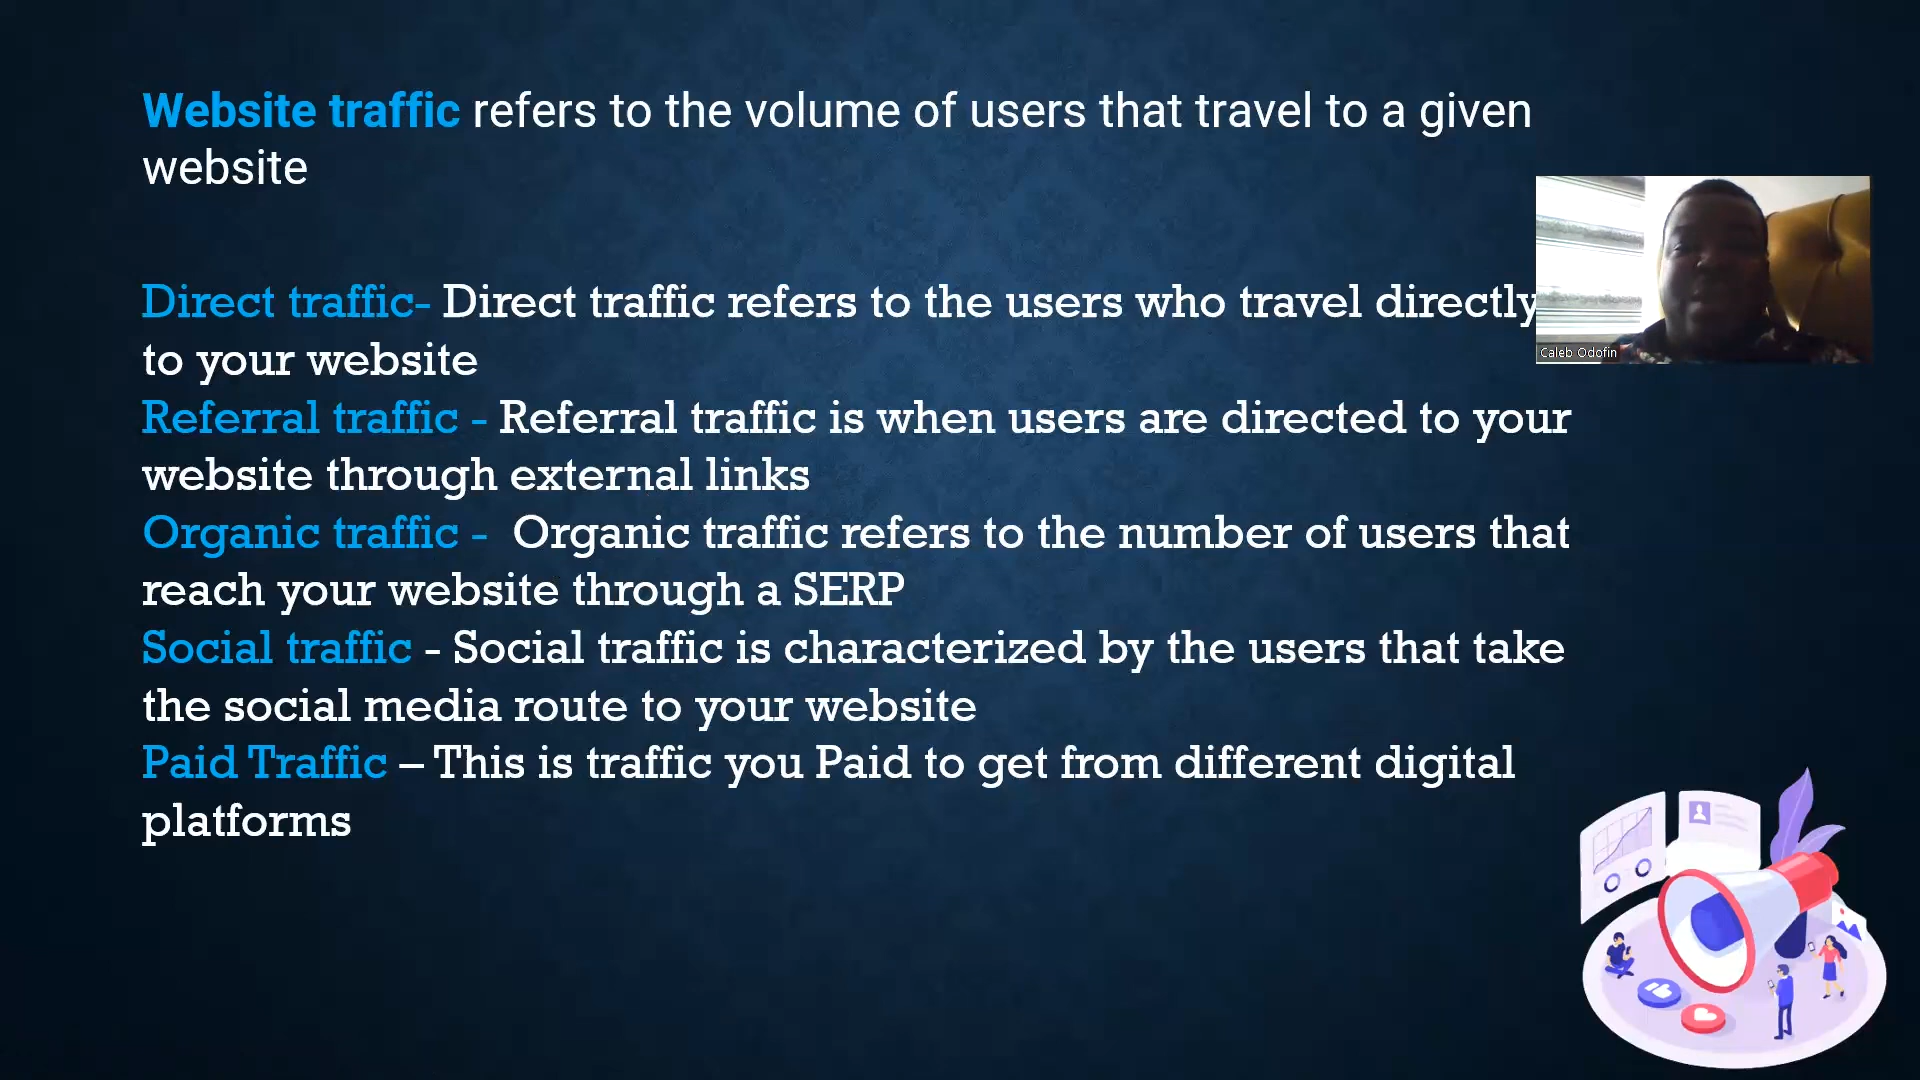 Website traffic refers to the volume of users that travel to a given
website
Direct traffic- Direct traffic refers to the users who travel directly
to your website
Referral traffic - Referral traffic is when users are directed to your
website through external links
Organic traffic - Organic traffic refers to the number of users that
reach your website through a SERP
Social traffic - Social traffic is characterized by the users that take
the social media route to your website
Paid Traffic – This is traffic you Paid to get from different digital
platforms
Caleb Odofin